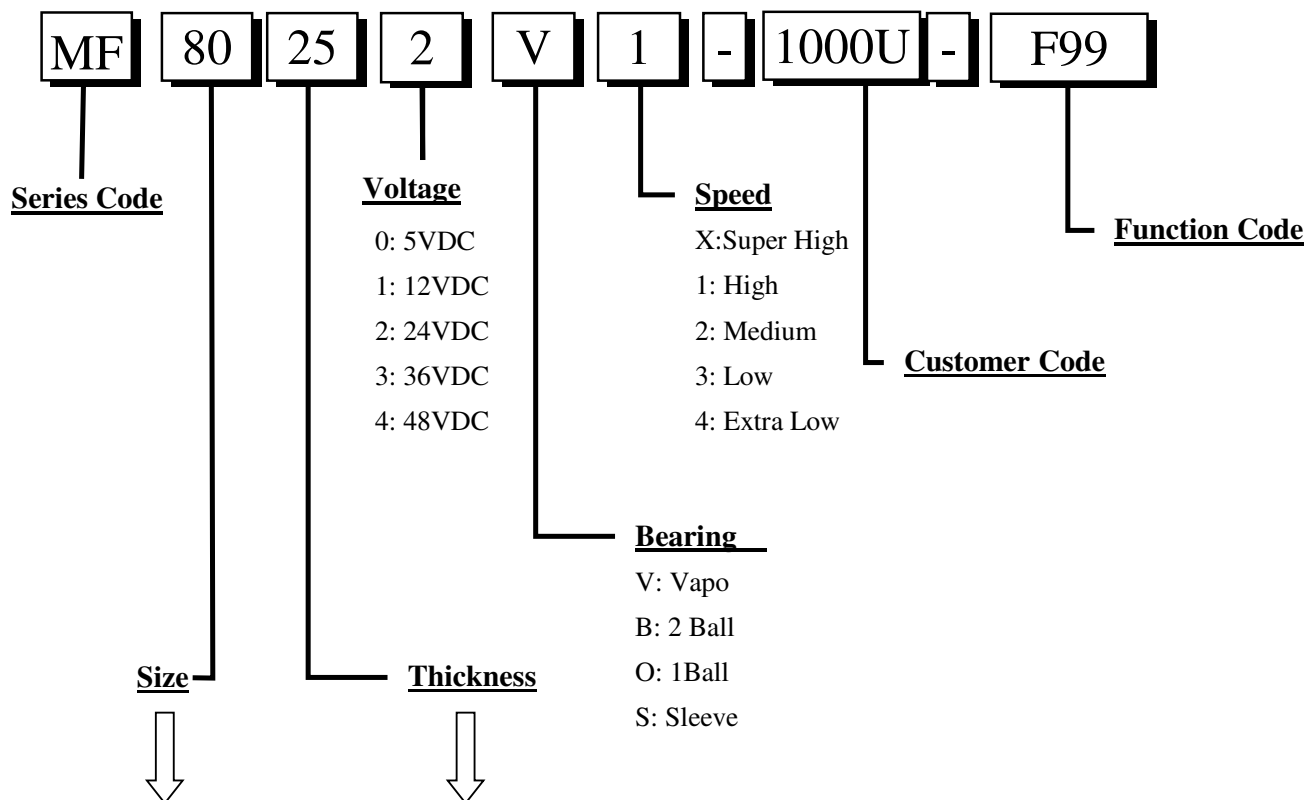 MF 80 25 2 V 1 - 1000U - F99
Series Code
Voltage
0: 5VDC
1: 12VDC
2: 24VDC
3: 36VDC
4: 48VDC
Speed
X:Super High
1: High
2: Medium
3: Low
4: Extra Low
Function Code
Customer Code
Bearing
V: Vapo
B: 2 Ball
O: 1Ball
S: Sleeve
Size
Thickness